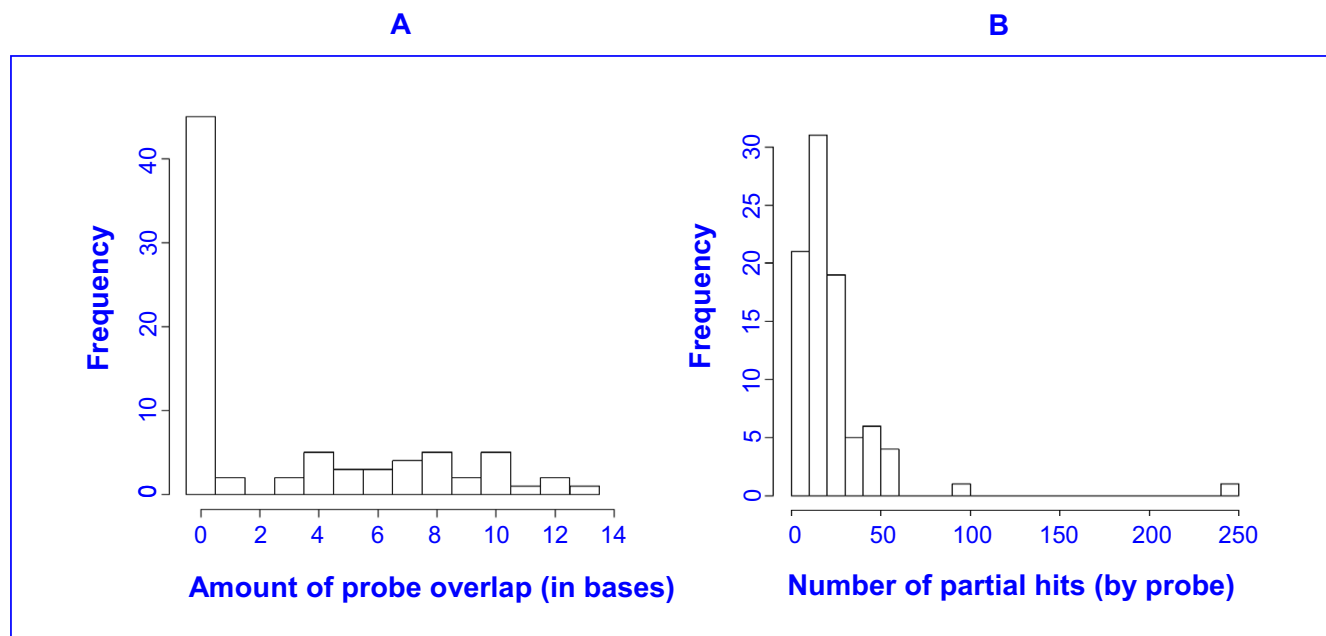 A
B
Frequency
0
10
20
30
40
0 2 4 6 8 10 12 14
Amount of probe overlap (in bases)
Frequency
0
5
10
15
20
25
30
0 50 100 150 200 250
Number of partial hits (by probe)